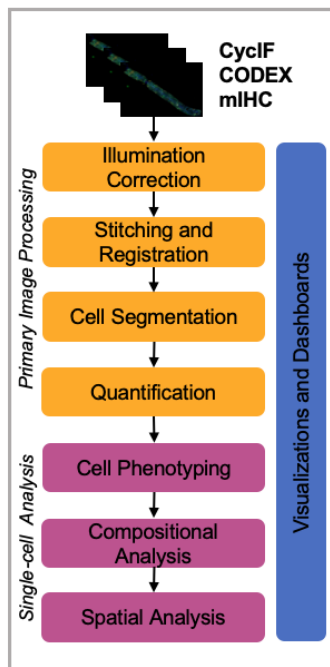 CycIF
CODEX
mIHC
Illumination
Correction
Stitching and
Registration
Cell Segmentation
Quantification
Cell Phenotyping
Compositional
Analysis
Spatial Analysis
Primary Image Processing
Single-cell Analysis
Visualizations and Dashboards